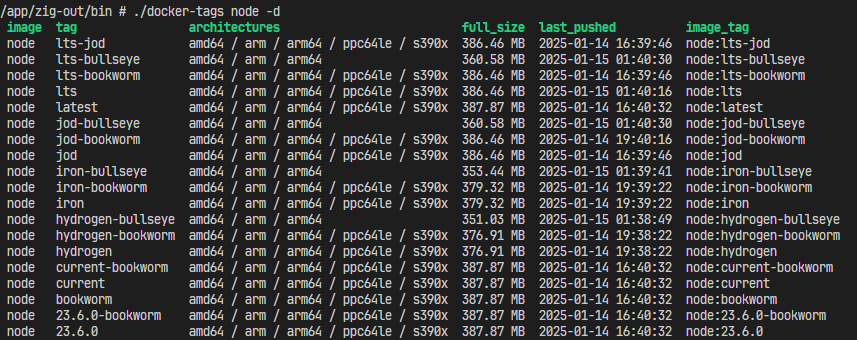 /app/zig-out/bin # ./docker-tags node -d
image tag architectures full_size last_pushed image_tag
node lts-jod amd64 / arm / arm64 / ppc64le / s390x 386.46 MB 2025-01-14 16:39:46 node:lts-jod
node lts-bullseye amd64 / arm / arm64 360.58 MB 2025-01-15 01:40:30 node:lts-bullseye
node lts-bookworm amd64 / arm / arm64 / ppc64le / s390x 386.46 MB 2025-01-14 16:39:46 node:lts-bookworm
node lts amd64 / arm / arm64 / ppc64le / s390x 386.46 MB 2025-01-15 01:40:16 node:lts
node latest amd64 / arm / arm64 / ppc64le / s390x 387.87 MB 2025-01-14 16:40:32 node:latest
node jod-bullseye amd64 / arm / arm64 360.58 MB 2025-01-15 01:40:30 node:jod-bullseye
node jod-bookworm amd64 / arm / arm64 / ppc64le / s390x 386.46 MB 2025-01-14 19:40:16 node:jod-bookworm
node jod amd64 / arm / arm64 / ppc64le / s390x 386.46 MB 2025-01-14 16:39:46 node:jod
node iron-bullseye amd64 / arm / arm64 353.44 MB 2025-01-15 01:39:41 node:iron-bullseye
node iron-bookworm amd64 / arm / arm64 / ppc64le / s390x 379.32 MB 2025-01-14 19:39:22 node:iron-bookworm
node iron amd64 / arm / arm64 / ppc64le / s390x 379.32 MB 2025-01-14 19:39:22 node:iron
node hydrogen-bullseye amd64 / arm / arm64 351.03 MB 2025-01-15 01:38:49 node:hydrogen-bullseye
node hydrogen-bookworm amd64 / arm / arm64 / ppc64le / s390x 376.91 MB 2025-01-14 19:38:22 node:hydrogen-bookworm
node hydrogen amd64 / arm / arm64 / ppc64le / s390x 376.91 MB 2025-01-14 19:38:22 node:hydrogen
node current-bookworm amd64 / arm / arm64 / ppc64le / s390x 387.87 MB 2025-01-14 16:40:32 node:current-bookworm
node current amd64 / arm / arm64 / ppc64le / s390x 387.87 MB 2025-01-14 16:40:32 node:current
node bookworm amd64 / arm / arm64 / ppc64le / s390x 387.87 MB 2025-01-14 16:40:32 node:bookworm
node 23.6.0-bookworm amd64 / arm / arm64 / ppc64le / s390x 387.87 MB 2025-01-14 16:40:32 node:23.6.0-bookworm
node 23.6.0 amd64 / arm / arm64 / ppc64le / s390x 387.87 MB 2025-01-14 16:40:32 node:23.6.0